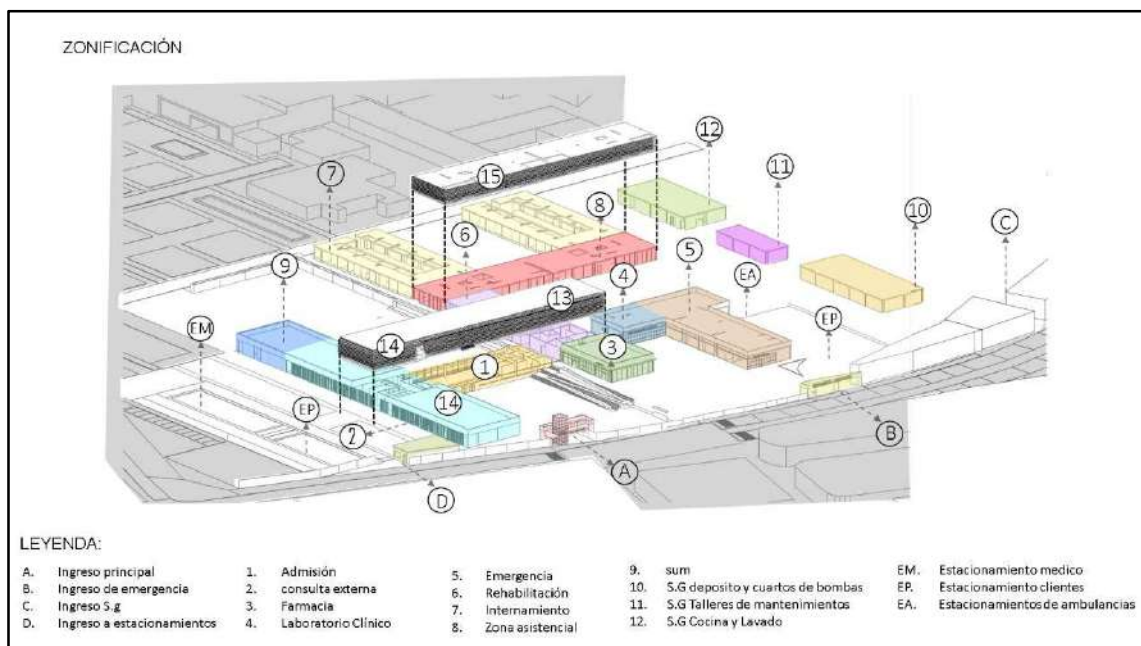 ZONIFICACIÓN
12
15
11
7
8
10
C
6
5
9
4
EA
13
EM
EP
14
3
1
EP
14
2
B
A
D
LEYENDA:
A. Ingreso principal
B. Ingreso de emergencia
C. Ingreso S.g
D. Ingreso a estacionamientos
1. Admisión
2. consulta externa
3. Farmacia
4. Laboratorio Clínico
5. Emergencia
6. Rehabilitación
7. Internamiento
8. Zona asistencial
9. sum
10. S.G deposito y cuartos de bombas
11. S.G Talleres de mantenimientos
12. S.G Cocina y Lavado
EM. Estacionamiento medico
EP. Estacionamiento clientes
EA. Estacionamientos de ambulancias